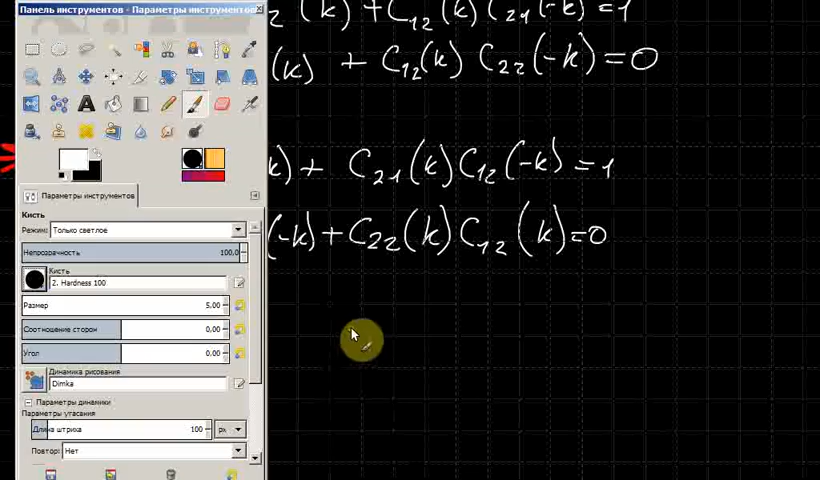 Панель инструментов - Параметры инструментов
2 (k) + C12(k) C21(-k) = 1
(k) + C12(k) C22(-k) = 0
k) + C21(k) C12(-k) = 1
(-k) + C22(k) C12(k) = 0
Параметры инструментов
Кисть
Режим: Только светлое
Непрозрачность 100,0
Кисть
2. Hardness 100
Размер 5,00
Соотношение сторон 0,00
Угол 0,00
Динамика рисования
Dimka
Параметры динамики
Параметры угасания
Длина штриха 100 px
Повтор: Нет